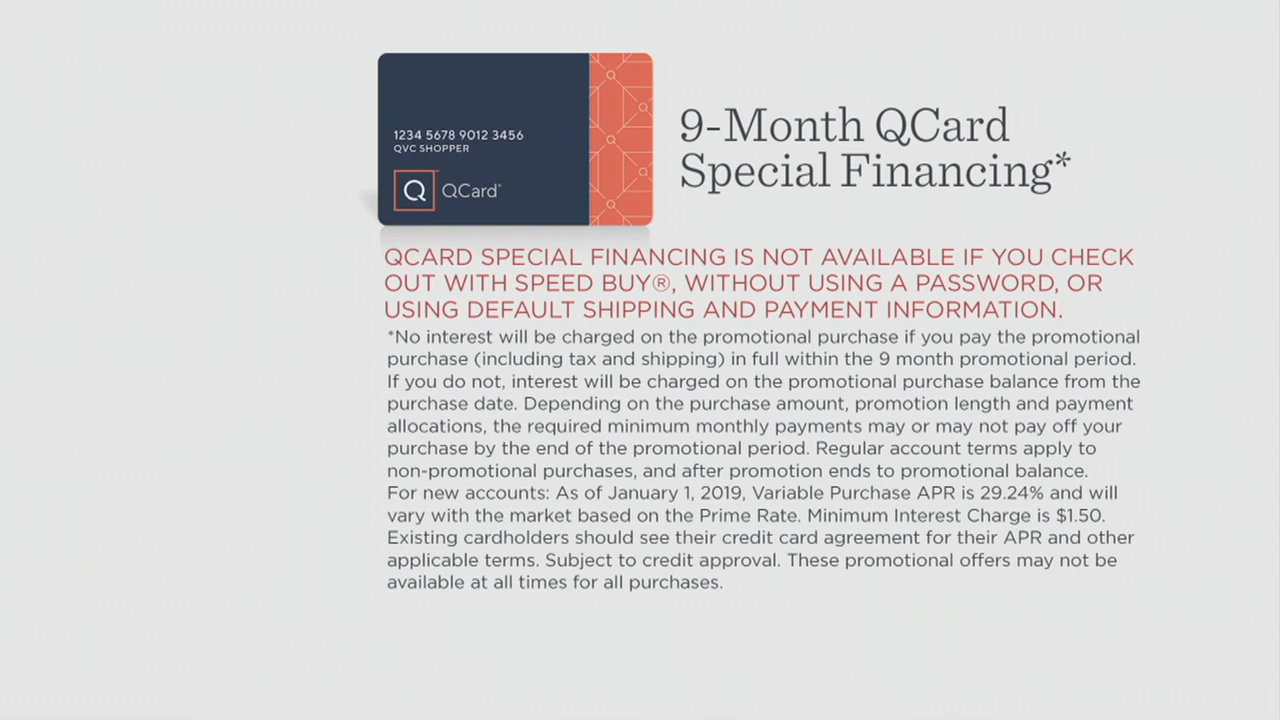 1234 5678 9012 3456
QVC SHOPPER
Q QCard®
9-Month QCard
Special Financing*
QCARD SPECIAL FINANCING IS NOT AVAILABLE IF YOU CHECK
OUT WITH SPEED BUY®, WITHOUT USING A PASSWORD, OR
USING DEFAULT SHIPPING AND PAYMENT INFORMATION.
*No interest will be charged on the promotional purchase if you pay the promotional
purchase (including tax and shipping) in full within the 9 month promotional period.
If you do not, interest will be charged on the promotional purchase balance from the
purchase date. Depending on the purchase amount, promotion length and payment
allocations, the required minimum monthly payments may or may not pay off your
purchase by the end of the promotional period. Regular account terms apply to
non-promotional purchases, and after promotion ends to promotional balance.
For new accounts: As of January 1, 2019, Variable Purchase APR is 29.24% and will
vary with the market based on the Prime Rate. Minimum Interest Charge is $1.50.
Existing cardholders should see their credit card agreement for their APR and other
applicable terms. Subject to credit approval. These promotional offers may not be
available at all times for all purchases.